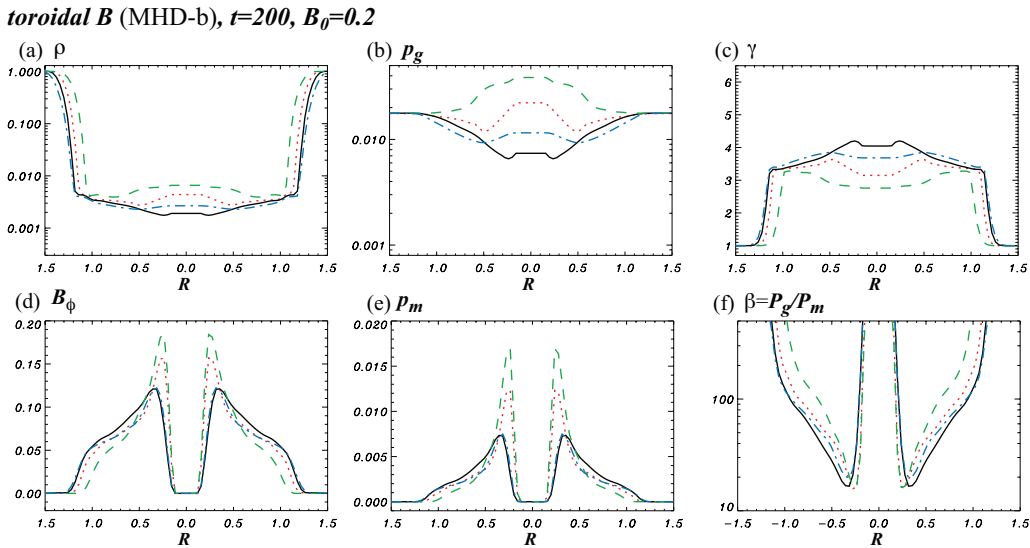 toroidal B (MHD-b), t=200, B₀=0.2
(a) ρ
(b) p_g
(c) γ
1.000
0.100
0.010
0.001
1.5 1.0 0.5 0.0 0.5 1.0 1.5
R
0.010
0.001
1.5 1.0 0.5 0.0 0.5 1.0 1.5
R
6
5
4
3
2
1
1.5 1.0 0.5 0.0 0.5 1.0 1.5
R
(d) B_ϕ
(e) p_m
(f) β=P_g/P_m
0.20
0.15
0.10
0.05
0.00
1.5 1.0 0.5 0.0 0.5 1.0 1.5
R
0.020
0.015
0.010
0.005
0.000
1.5 1.0 0.5 0.0 0.5 1.0 1.5
R
100
10
−1.5 −1.0 −0.5 0.0 0.5 1.0 1.5
R